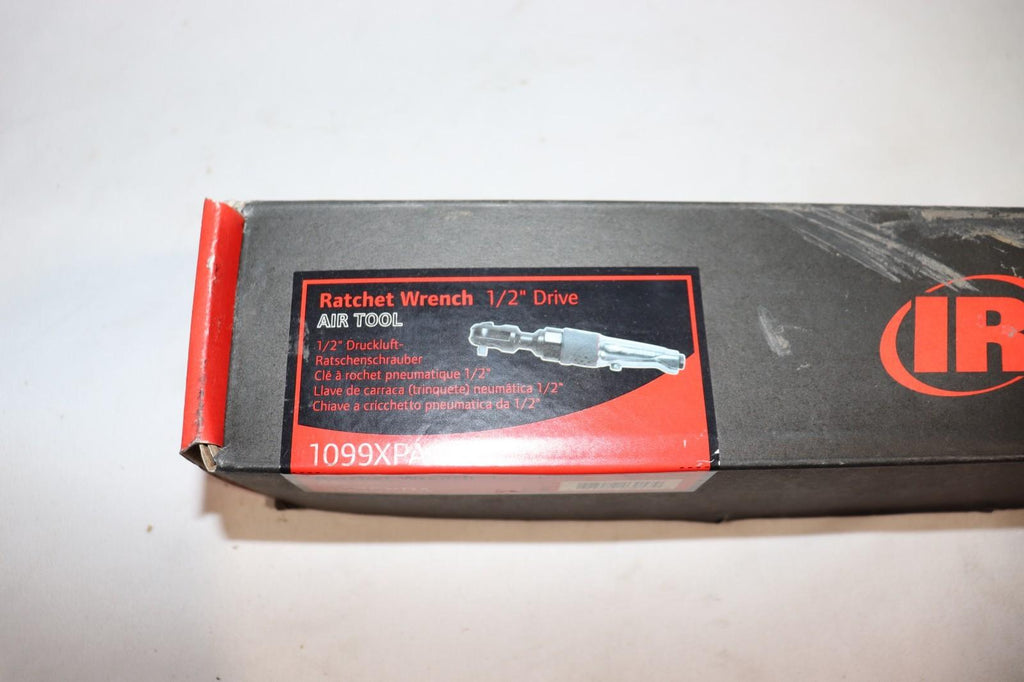 Ratchet Wrench 1/2" Drive
AIR TOOL
1/2" Druckluft-
Ratschenschrauber
Clé à rochet pneumatique 1/2"
Llave de carraca (trinquete) neumática 1/2"
Chiave a cricchetto pneumatica da 1/2"
1099XPA
IR